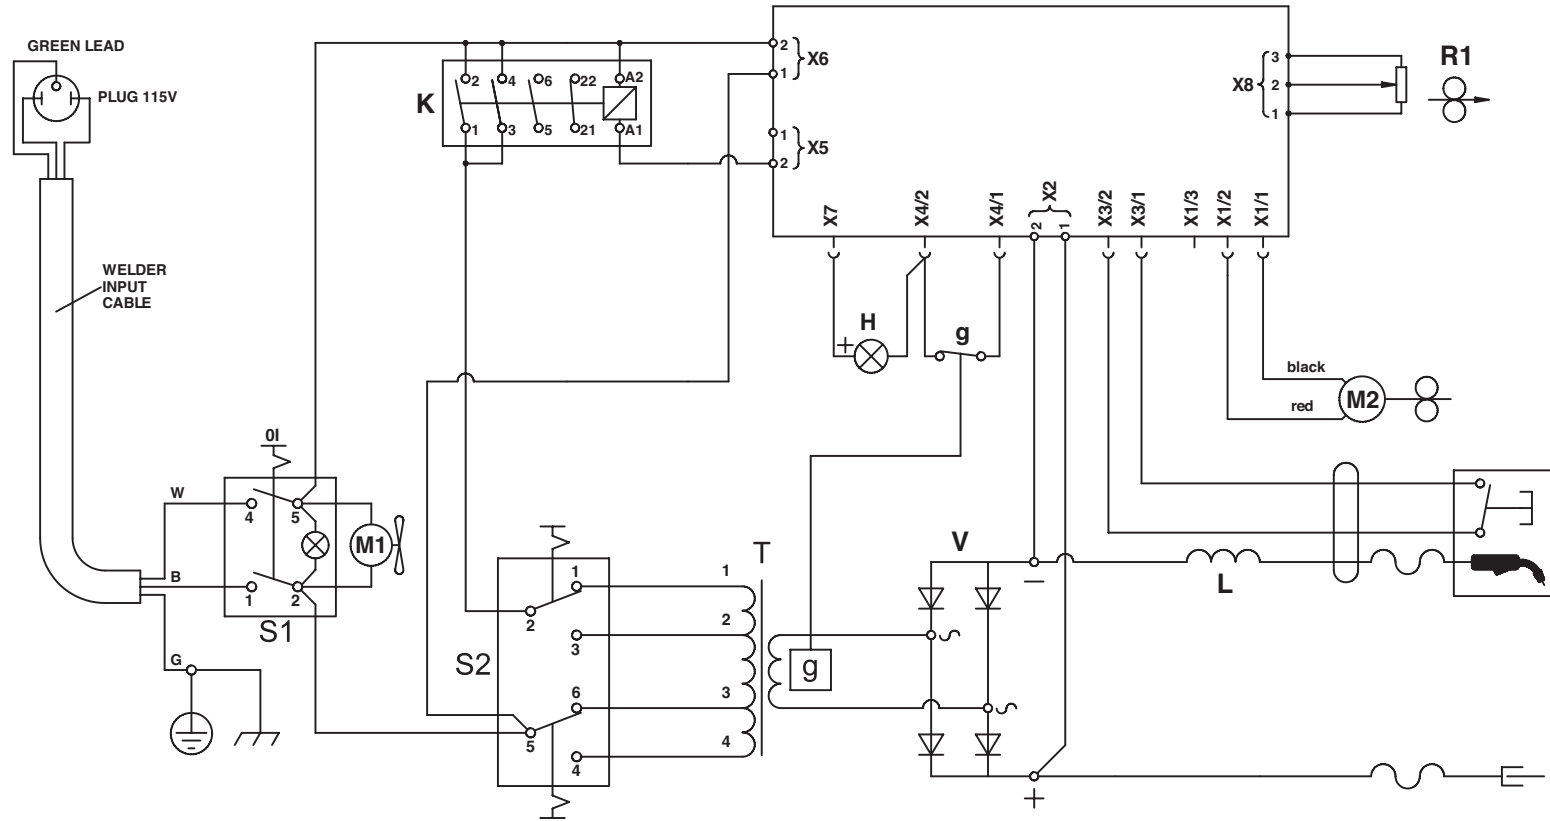 GREEN LEAD
PLUG 115V
WELDER
INPUT
CABLE
K
2
4
6
22
A2
1
3
5
21
A1
2
1
X6
1
2
X5
X8
3
2
1
R1
X7
X4/2
X4/1
X2
2
1
X3/2
X3/1
X1/3
X1/2
X1/1
+
H
g
black
red
M2
0I
W
4
5
M1
B
1
2
S1
G
S2
1
2
3
6
5
4
T
1
2
3
4
g
V
−
L
+